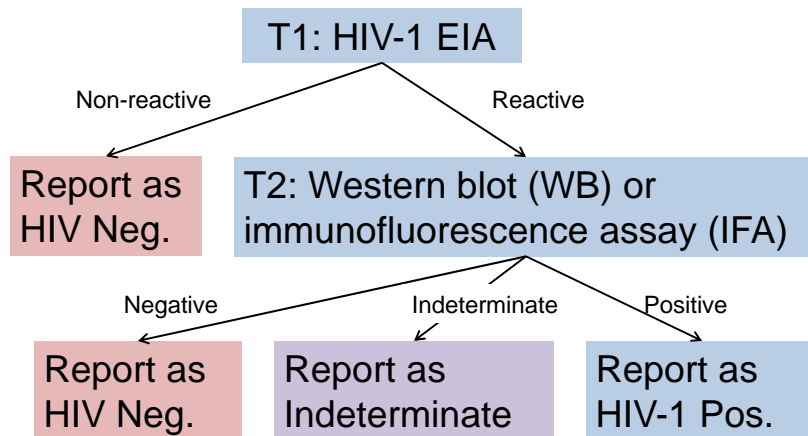 T1: HIV-1 EIA
Non-reactive
Reactive
Report as
HIV Neg.
T2: Western blot (WB) or
immunofluorescence assay (IFA)
Negative
Indeterminate
Positive
Report as
HIV Neg.
Report as
Indeterminate
Report as
HIV-1 Pos.